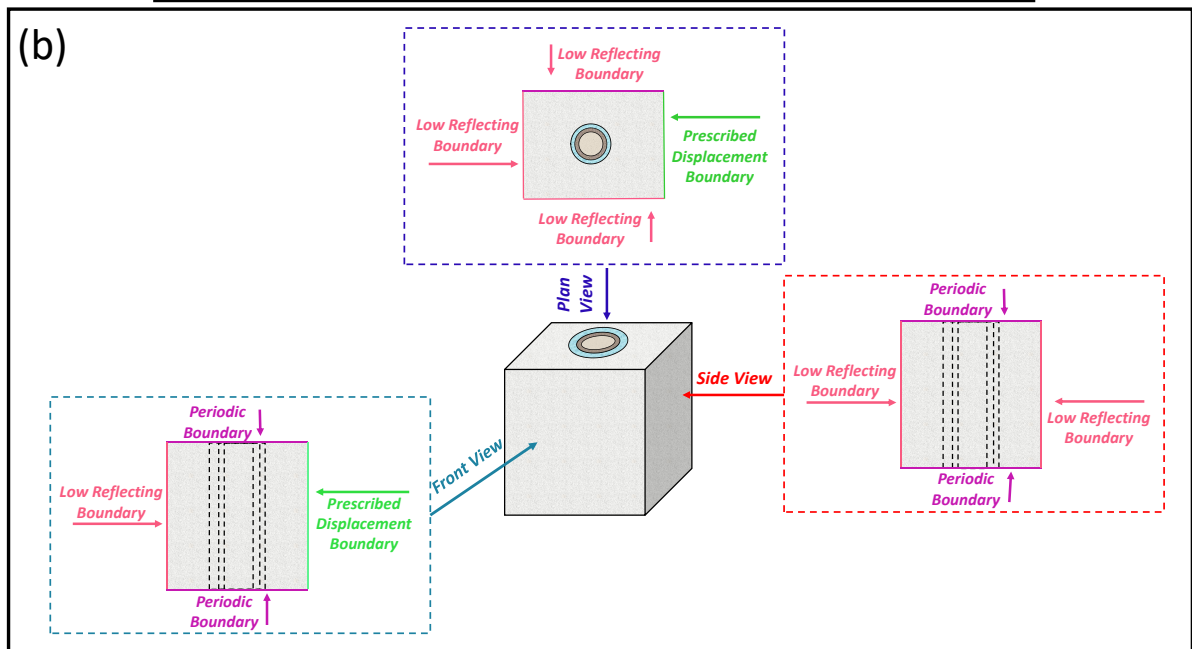 (b)
Low Reflecting
Boundary
Low Reflecting
Boundary
Prescribed
Displacement
Boundary
Low Reflecting
Boundary
Plan
View
Periodic
Boundary
Low Reflecting
Boundary
Low Reflecting
Boundary
Periodic
Boundary
Side View
Front View
Periodic
Boundary
Low Reflecting
Boundary
Prescribed
Displacement
Boundary
Periodic
Boundary